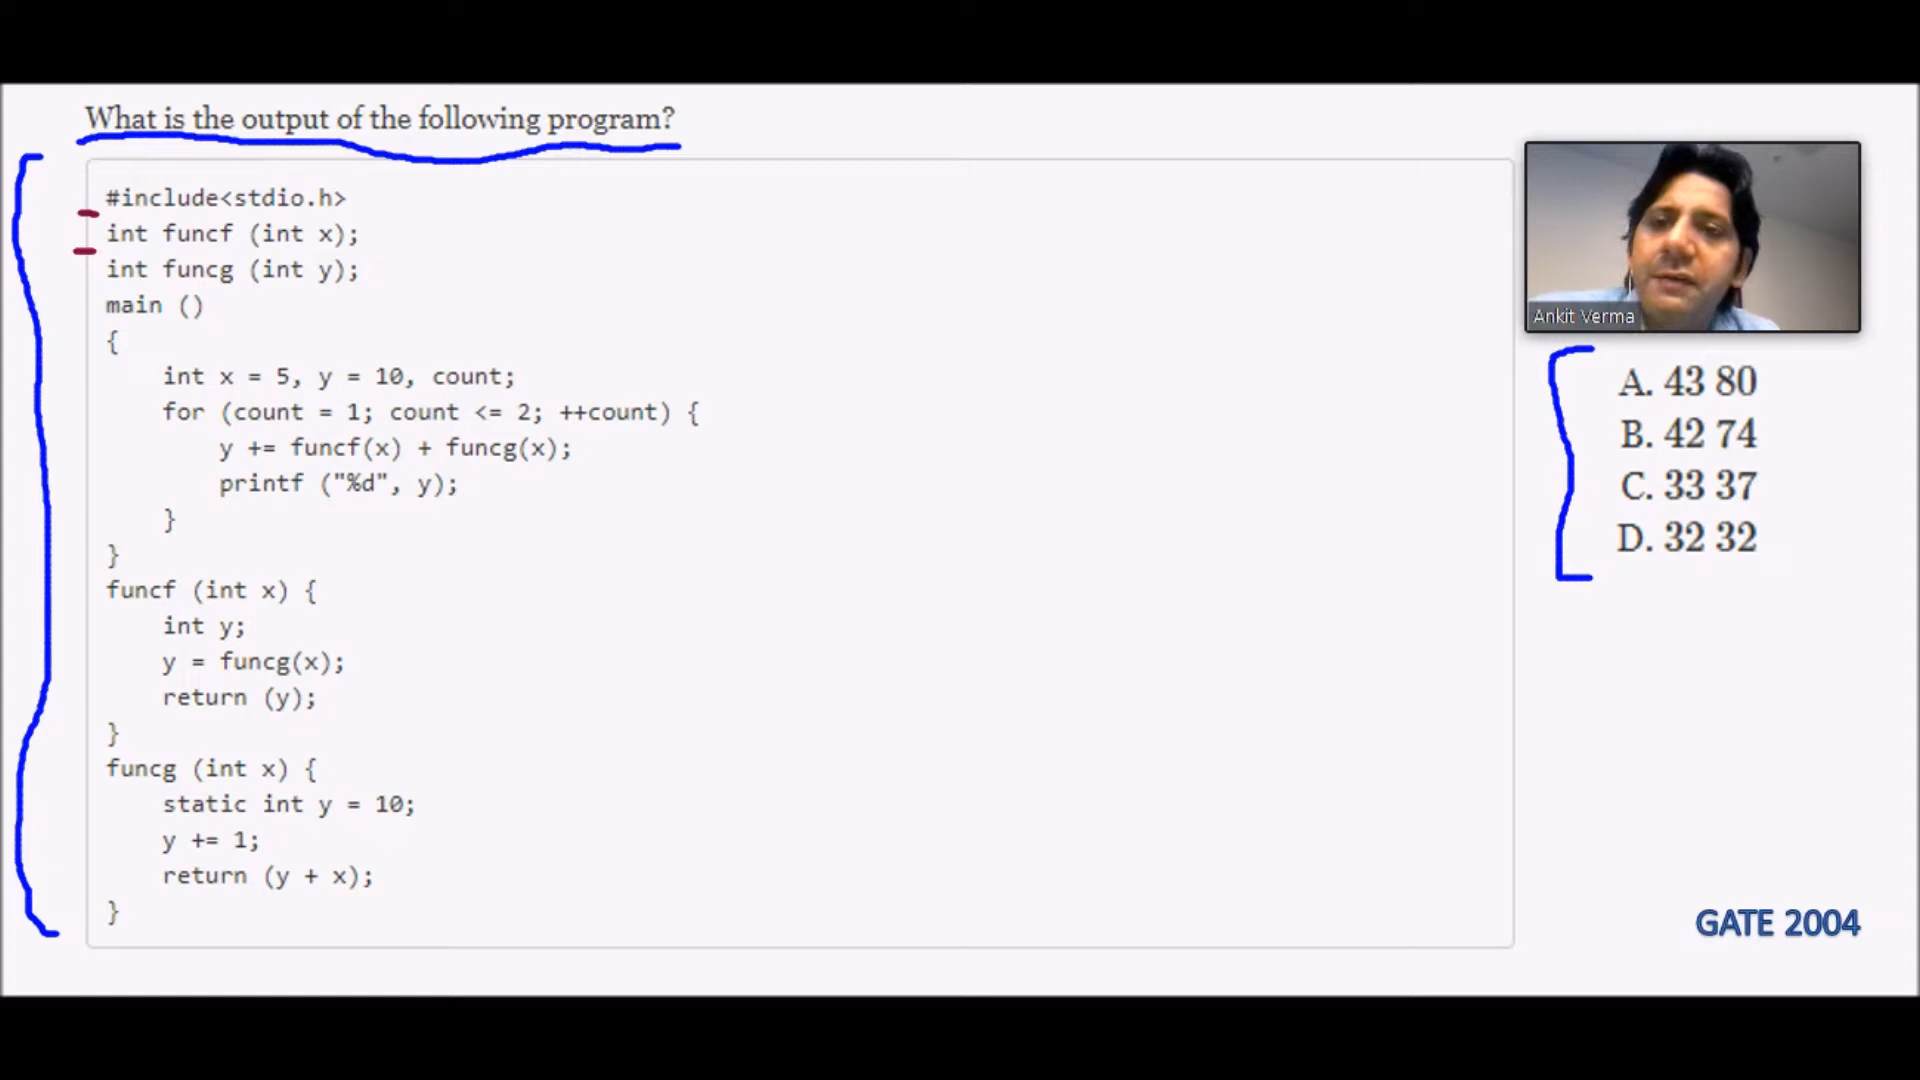 What is the output of the following program?
#include<stdio.h>
int funcf (int x);
int funcg (int y);
main ()
{
    int x = 5, y = 10, count;
    for (count = 1; count <= 2; ++count) {
        y += funcf(x) + funcg(x);
        printf ("%d", y);
    }
}
funcf (int x) {
    int y;
    y = funcg(x);
    return (y);
}
funcg (int x) {
    static int y = 10;
    y += 1;
    return (y + x);
}
Ankit Verma
A. 43 80
B. 42 74
C. 33 37
D. 32 32
GATE 2004